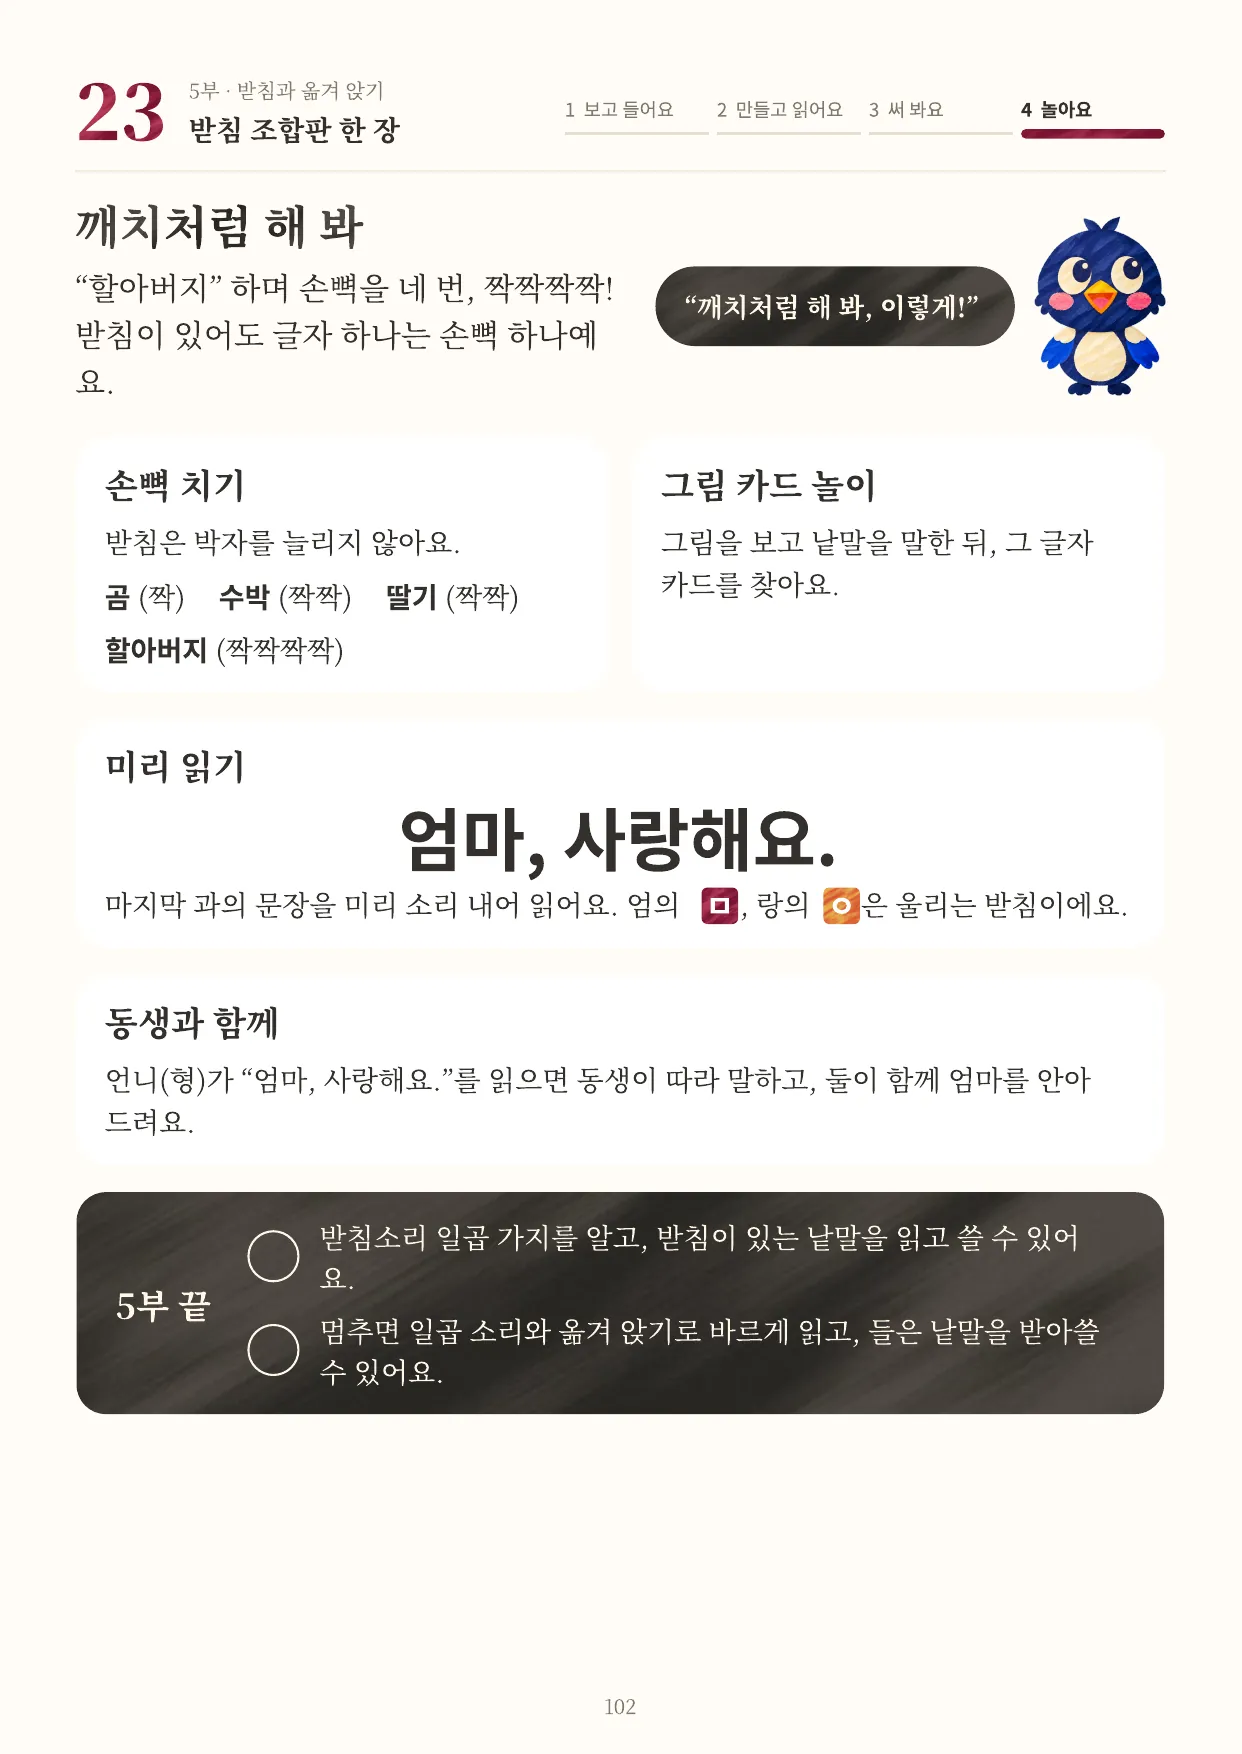 23
5부 · 받침과 옮겨 앉기
받침 조합판 한 장
1 보고 들어요
2 만들고 읽어요
3 써 봐요
4 놀아요
깨치처럼 해 봐
“할아버지” 하며 손뼉을 네 번, 짝짝짝짝!
받침이 있어도 글자 하나는 손뼉 하나예
요.
“깨치처럼 해 봐, 이렇게!”
손뼉 치기
받침은 박자를 늘리지 않아요.
곰 (짝) 수박 (짝짝) 딸기 (짝짝)
할아버지 (짝짝짝짝)
그림 카드 놀이
그림을 보고 낱말을 말한 뒤, 그 글자
카드를 찾아요.
미리 읽기
엄마, 사랑해요.
마지막 과의 문장을 미리 소리 내어 읽어요. 엄의 ㅁ, 랑의 ㅇ은 울리는 받침이에요.
동생과 함께
언니(형)가 “엄마, 사랑해요.”를 읽으면 동생이 따라 말하고, 둘이 함께 엄마를 안아
드려요.
5부 끝
받침소리 일곱 가지를 알고, 받침이 있는 낱말을 읽고 쓸 수 있어
요.
멈추면 일곱 소리와 옮겨 앉기로 바르게 읽고, 들은 낱말을 받아쓸
수 있어요.
102